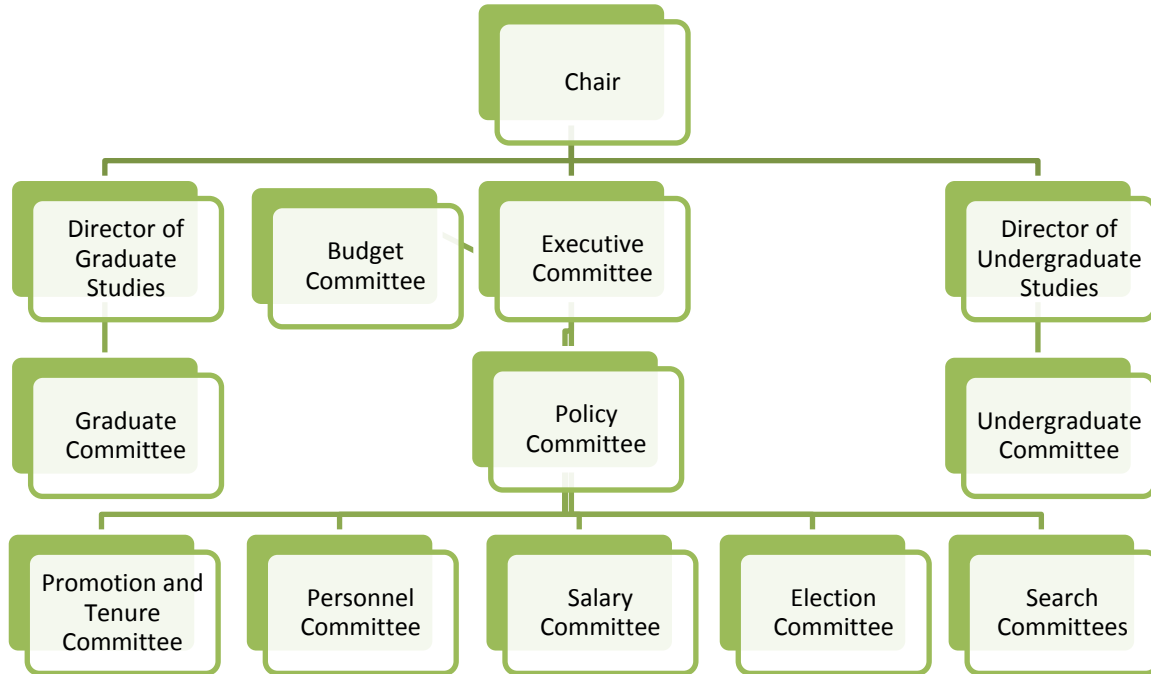 Chair
Director of
Graduate
Studies
Budget
Committee
Executive
Committee
Director of
Undergraduate
Studies
Graduate
Committee
Policy
Committee
Undergraduate
Committee
Promotion and
Tenure
Committee
Personnel
Committee
Salary
Committee
Election
Committee
Search
Committees